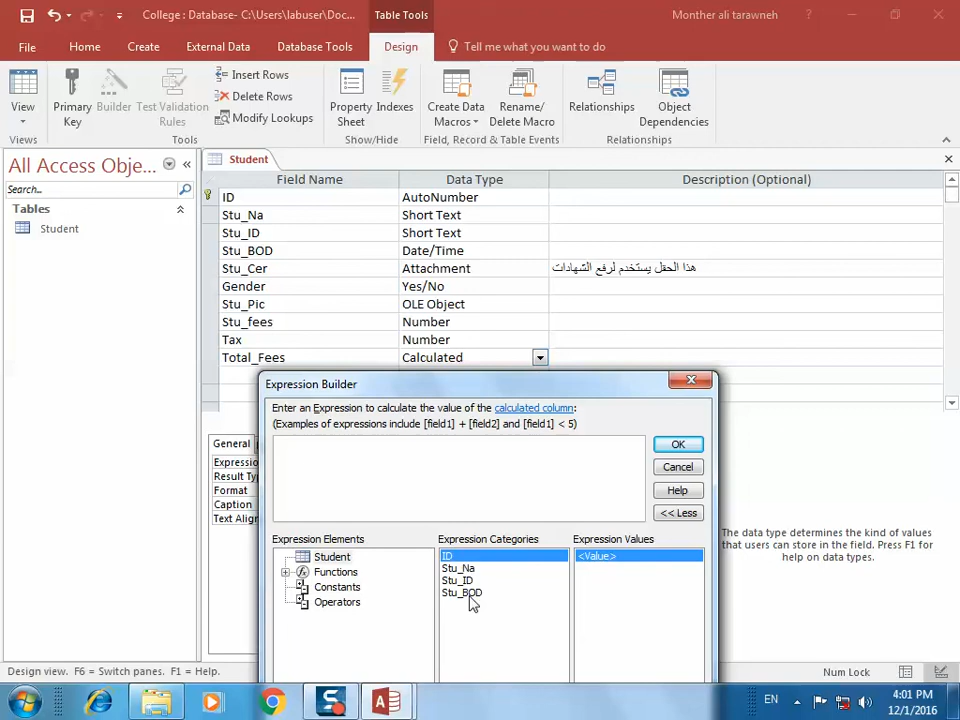 College : Database- C:\Users\labuser\Doc...
Table Tools
Monther ali tarawneh
?
File
Home
Create
External Data
Database Tools
Design
Tell me what you want to do
View
Primary Key
Builder
Test Validation Rules
Insert Rows
Delete Rows
Modify Lookups
Property Sheet
Indexes
Create Data Macros
Rename/ Delete Macro
Relationships
Object Dependencies
Views
Tools
Show/Hide
Field, Record & Table Events
Relationships
All Access Obje...
Search...
Tables
Student
Student
Field Name
Data Type
Description (Optional)
ID
AutoNumber
Stu_Na
Short Text
Stu_ID
Short Text
Stu_BOD
Date/Time
Stu_Cer
Attachment
هذا الحقل يستخدم لرفع الشهادات
Gender
Yes/No
Stu_Pic
OLE Object
Stu_fees
Number
Tax
Number
Total_Fees
Calculated
General
Expression
Result Typ
Format
Caption
Text Align
Expression Builder
Enter an Expression to calculate the value of the calculated column:
(Examples of expressions include [field1] + [field2] and [field1] < 5)
OK
Cancel
Help
<< Less
Expression Elements
Expression Categories
Expression Values
Student
Functions
Constants
Operators
ID
Stu_Na
Stu_ID
Stu_BOD
<Value>
The data type determines the kind of values
that users can store in the field. Press F1 for
help on data types.
Design view. F6 = Switch panes. F1 = Help.
Num Lock
EN
4:01 PM
12/1/2016